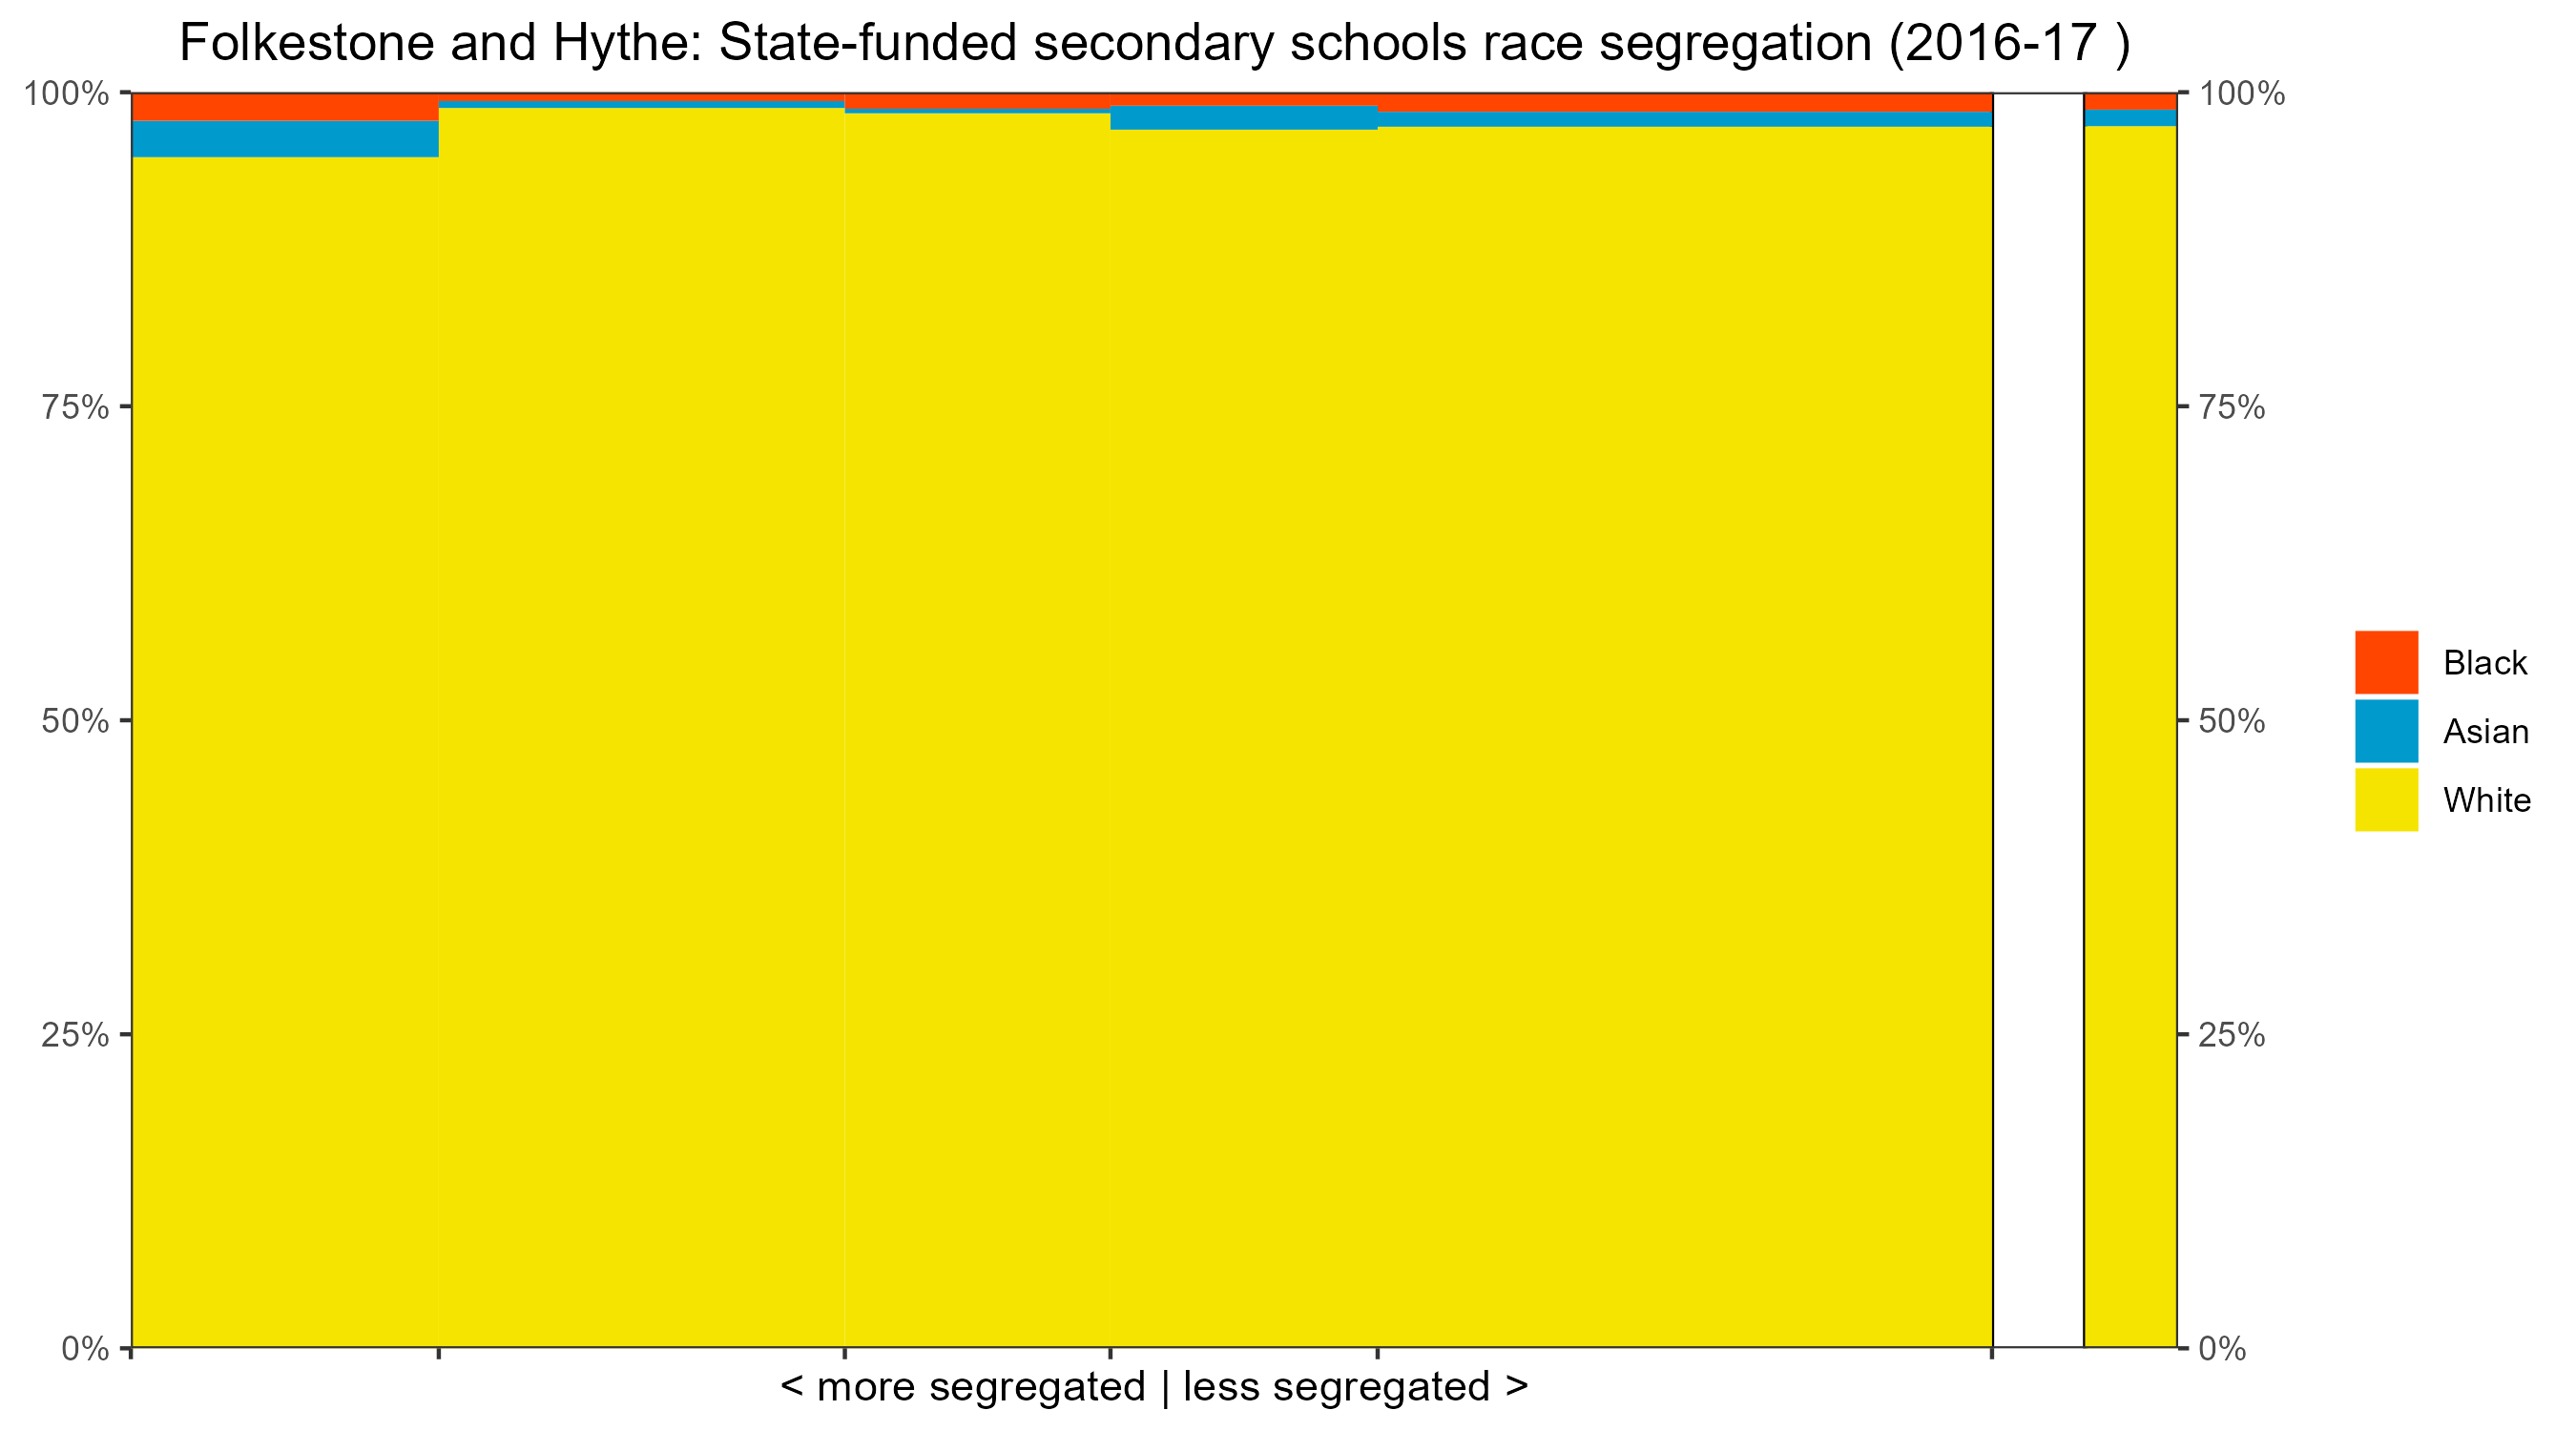 Folkestone and Hythe: State-funded secondary schools race segregation (2016-17 )
100%
75%
50%
25%
0%
100%
75%
50%
25%
0%
Black
Asian
White
< more segregated | less segregated >